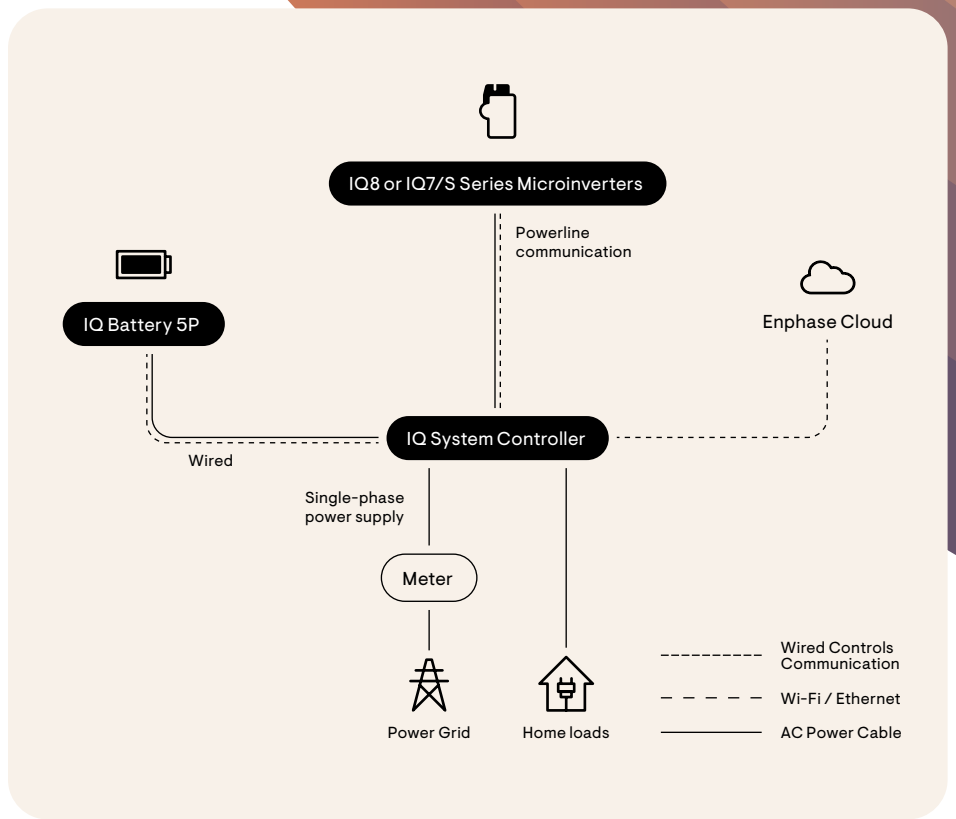 IQ8 or IQ7/S Series Microinverters
Powerline
communication
IQ Battery 5P
Enphase Cloud
IQ System Controller
Wired
Single-phase
power supply
Meter
Power Grid
Home loads
Wired Controls
Communication
Wi-Fi / Ethernet
AC Power Cable